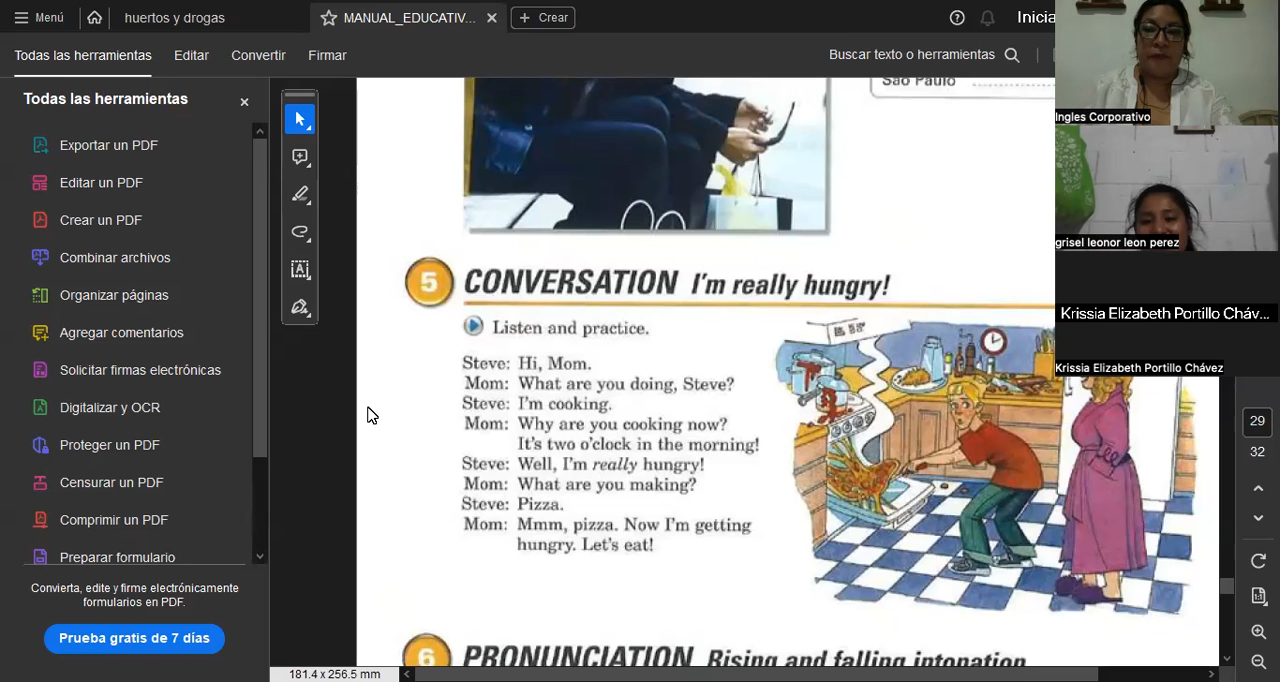 Menú
huertos y drogas
MANUAL_EDUCATIV...
Crear
Inicia
Todas las herramientas
Editar
Convertir
Firmar
Buscar texto o herramientas
Todas las herramientas
Exportar un PDF
Editar un PDF
Crear un PDF
Combinar archivos
Organizar páginas
Agregar comentarios
Solicitar firmas electrónicas
Digitalizar y OCR
Proteger un PDF
Censurar un PDF
Comprimir un PDF
Preparar formulario
Convierta, edite y firme electrónicamente
formularios en PDF.
Prueba gratis de 7 días
São Paulo
5 CONVERSATION I'm really hungry!
Listen and practice.
Steve: Hi, Mom.
Mom: What are you doing, Steve?
Steve: I'm cooking.
Mom: Why are you cooking now?
It's two o'clock in the morning!
Steve: Well, I'm really hungry!
Mom: What are you making?
Steve: Pizza.
Mom: Mmm, pizza. Now I'm getting
hungry. Let's eat!
6 PRONUNCIATION Rising and falling intonation
181.4 x 256.5 mm
Ingles Corporativo
grisel leonor leon perez
Krissia Elizabeth Portillo Cháv...
Krissia Elizabeth Portillo Chávez
29
32